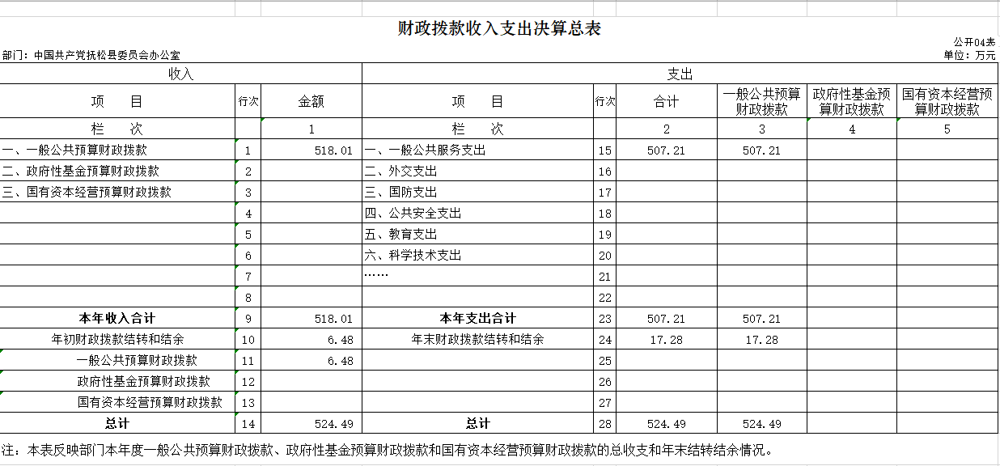 财政拨款收入支出决算总表
公开04表
部门：中国共产党抚松县委员会办公室 单位：万元
收入 支出
项 目 行次 金额 项 目 行次 合计 一般公共预算财政拨款 政府性基金预算财政拨款 国有资本经营预算财政拨款
栏 次 1 栏 次 2 3 4 5
一、一般公共预算财政拨款 1 518.01 一、一般公共服务支出 15 507.21 507.21
二、政府性基金预算财政拨款 2 二、外交支出 16
三、国有资本经营预算财政拨款 3 三、国防支出 17
4 四、公共安全支出 18
5 五、教育支出 19
6 六、科学技术支出 20
7 …… 21
8 22
本年收入合计 9 518.01 本年支出合计 23 507.21 507.21
年初财政拨款结转和结余 10 6.48 年末财政拨款结转和结余 24 17.28 17.28
一般公共预算财政拨款 11 6.48 25
政府性基金预算财政拨款 12 26
国有资本经营预算财政拨款 13 27
总计 14 524.49 总计 28 524.49 524.49
注：本表反映部门本年度一般公共预算财政拨款、政府性基金预算财政拨款和国有资本经营预算财政拨款的总收支和年末结转结余情况。